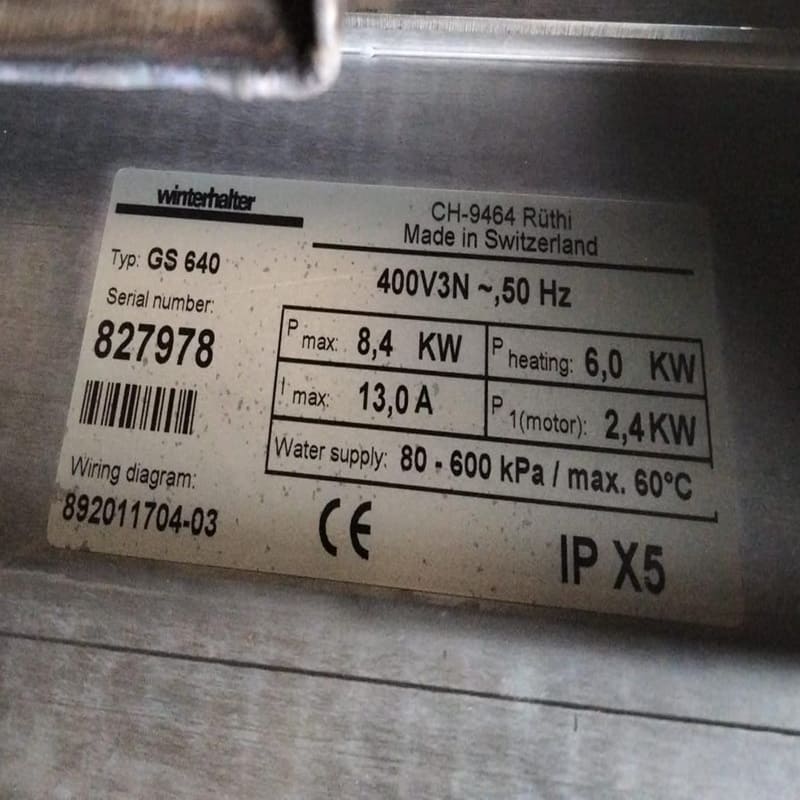 winterhalter
CH-9464 Rüthi
Made in Switzerland
Typ: GS 640
400V3N ~,50 Hz
Serial number:
827978
P max: 8,4 KW
P heating: 6,0 KW
I max: 13,0 A
P 1(motor): 2,4 KW
Water supply: 80 - 600 kPa / max. 60°C
Wiring diagram:
892011704-03
CE
IP X5